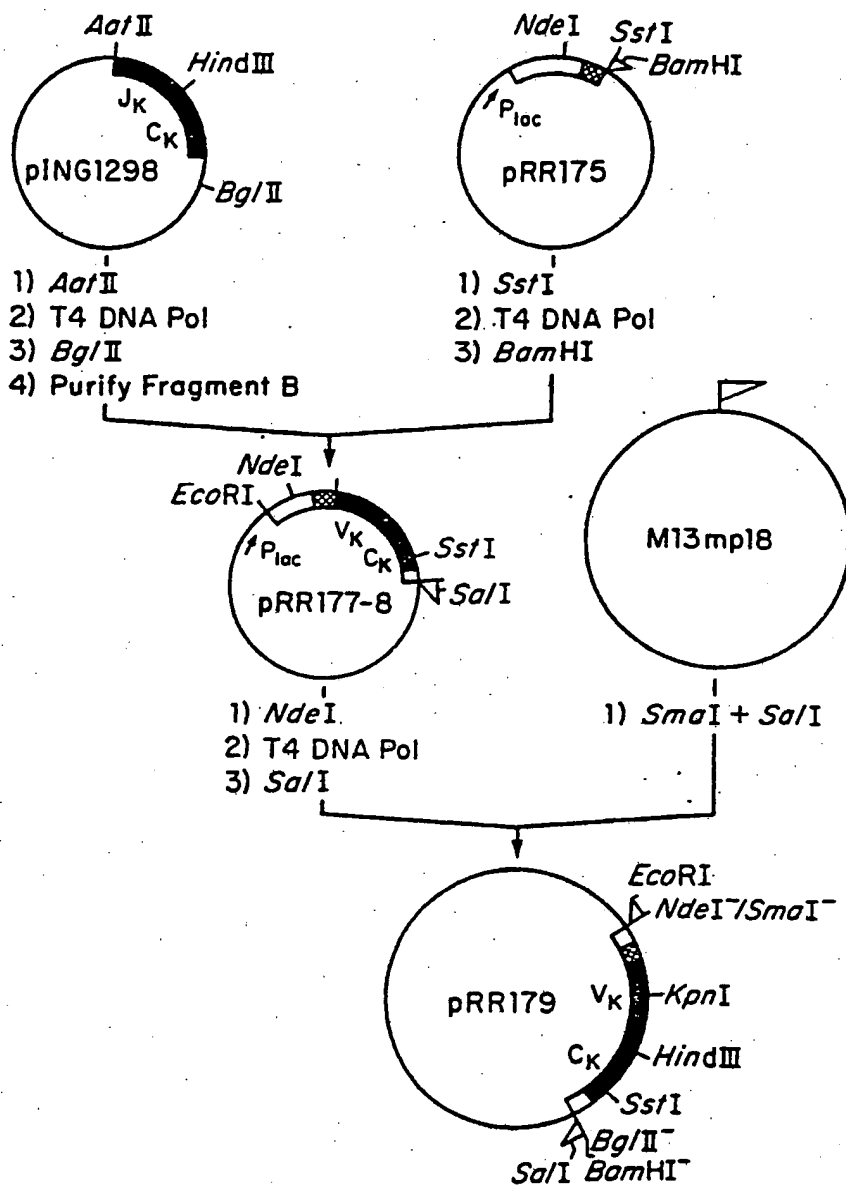 AatII
HindIII
JK
CK
pING1298
BglII
NdeI
SstI
BamHI
Plac
pRR175
1) AatII
2) T4 DNA Pol
3) BglII
4) Purify Fragment B
1) SstI
2) T4 DNA Pol
3) BamHI
NdeI
EcoRI
Plac
VK
CK
SstI
SalI
pRR177-8
M13mp18
1) NdeI
2) T4 DNA Pol
3) SalI
1) SmaI + SalI
EcoRI
NdeI⁻/SmaI⁻
VK
KpnI
pRR179
CK
HindIII
SstI
BglII⁻
SalI BamHI⁻